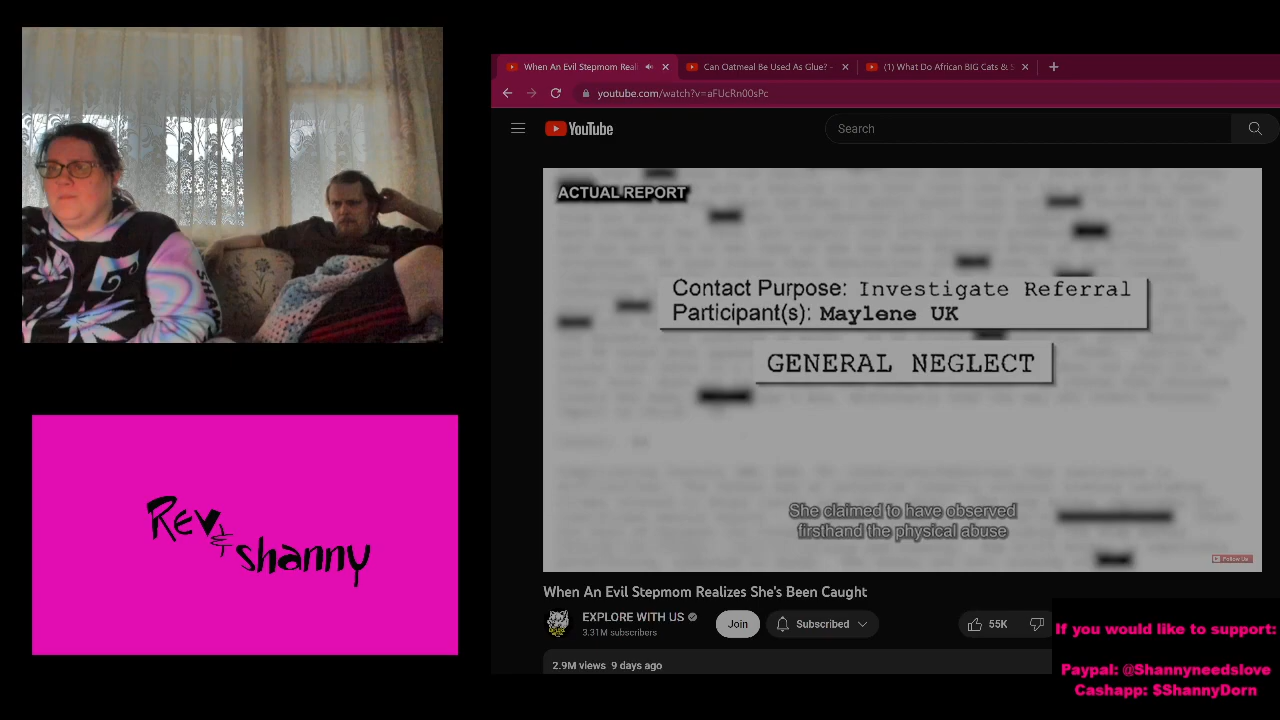 When An Evil Stepmom Reali
Can Oatmeal Be Used As Glue? -
(1) What Do African BIG Cats &
youtube.com/watch?v=aFUcRn00sPc
YouTube
Search
ACTUAL REPORT
Contact Purpose: Investigate Referral
Participant(s): Maylene UK
GENERAL NEGLECT
She claimed to have observed
firsthand the physical abuse
Follow Us
When An Evil Stepmom Realizes She's Been Caught
EXPLORE WITH US
3.31M subscribers
Join
Subscribed
55K
2.9M views 9 days ago
Rev
&
shanny
If you would like to support:
Paypal: @Shannyneedslove
Cashapp: $ShannyDorn